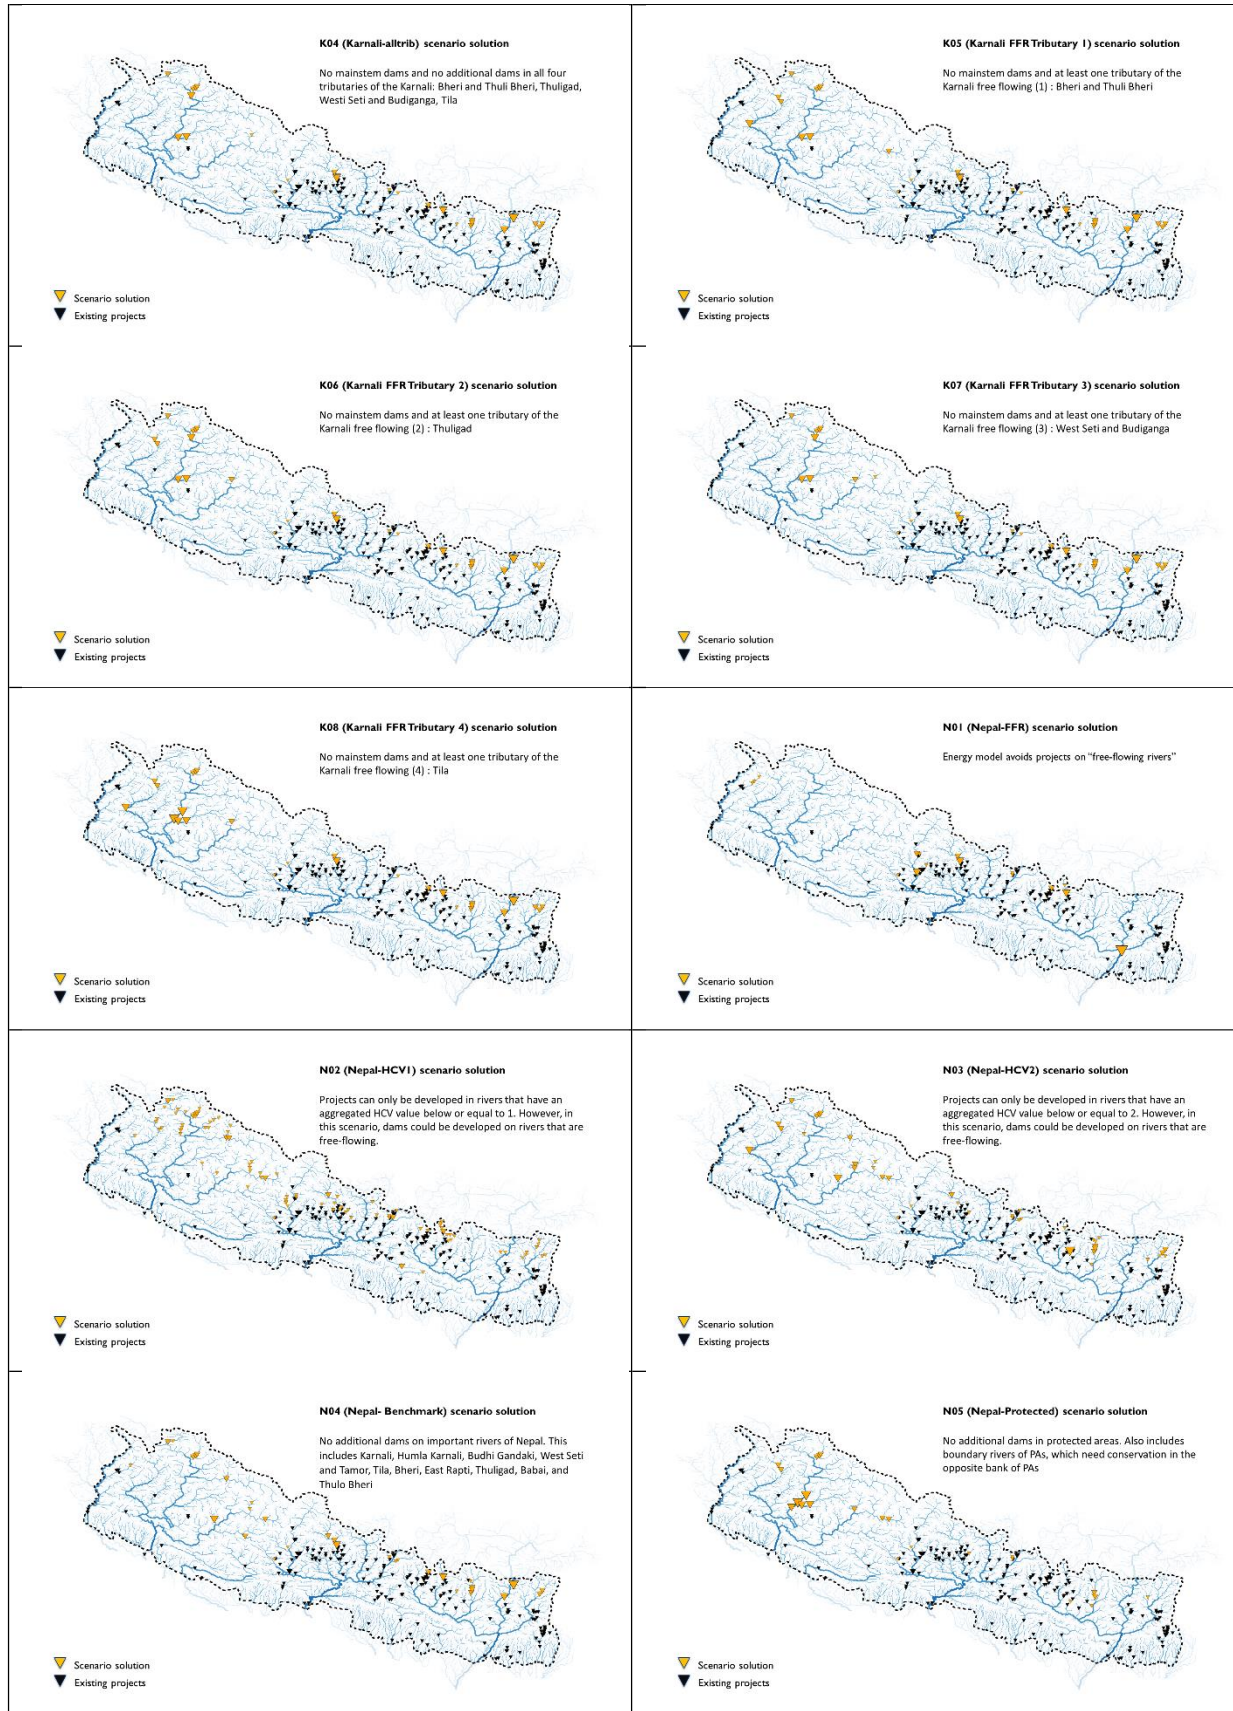 K04 (Karnali-alltrib) scenario solution
No mainstem dams and no additional dams in all four
tributaries of the Karnali: Bheri and Thuli Bheri, Thuligad,
Westi Seti and Budiganga, Tila
Scenario solution
Existing projects
K05 (Karnali FFR Tributary 1) scenario solution
No mainstem dams and at least one tributary of the
Karnali free flowing (1) : Bheri and Thuli Bheri
Scenario solution
Existing projects
K06 (Karnali FFR Tributary 2) scenario solution
No mainstem dams and at least one tributary of the
Karnali free flowing (2) : Thuligad
Scenario solution
Existing projects
K07 (Karnali FFR Tributary 3) scenario solution
No mainstem dams and at least one tributary of the
Karnali free flowing (3) : West Seti and Budiganga
Scenario solution
Existing projects
K08 (Karnali FFR Tributary 4) scenario solution
No mainstem dams and at least one tributary of the
Karnali free flowing (4) : Tila
Scenario solution
Existing projects
N01 (Nepal-FFR) scenario solution
Energy model avoids projects on “free-flowing rivers”
Scenario solution
Existing projects
N02 (Nepal-HCV1) scenario solution
Projects can only be developed in rivers that have an
aggregated HCV value below or equal to 1. However, in
this scenario, dams could be developed on rivers that are
free-flowing.
Scenario solution
Existing projects
N03 (Nepal-HCV2) scenario solution
Projects can only be developed in rivers that have an
aggregated HCV value below or equal to 2. However, in
this scenario, dams could be developed on rivers that are
free-flowing.
Scenario solution
Existing projects
N04 (Nepal- Benchmark) scenario solution
No additional dams on important rivers of Nepal. This
includes Karnali, Humla Karnali, Budhi Gandaki, West Seti
and Tamor, Tila, Bheri, East Rapti, Thuligad, Babai, and
Thulo Bheri
Scenario solution
Existing projects
N05 (Nepal-Protected) scenario solution
No additional dams in protected areas. Also includes
boundary rivers of PAs, which need conservation in the
opposite bank of PAs
Scenario solution
Existing projects